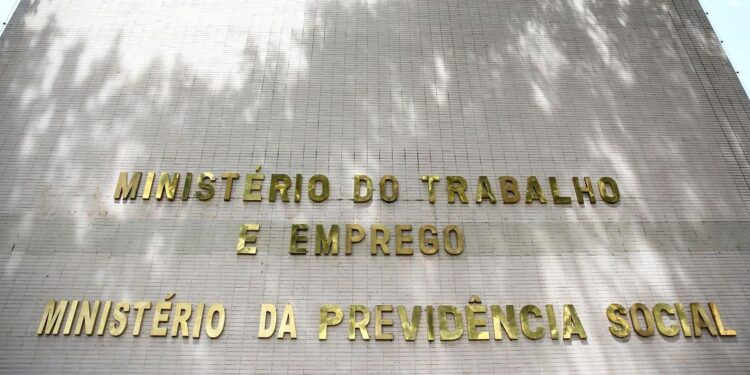 MINISTÉRIO DO TRABALHO
E EMPREGO
MINISTÉRIO DA PREVIDÊNCIA SOCIAL